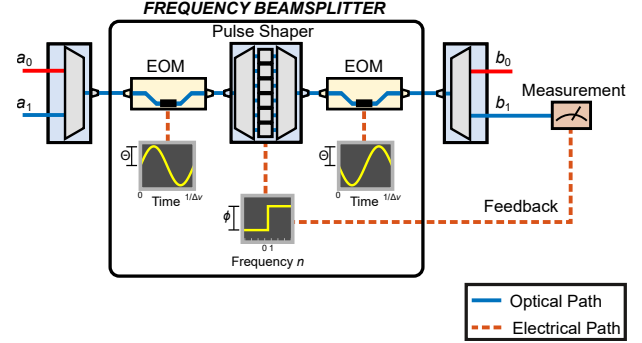 FREQUENCY BEAMSPLITTER
Pulse Shaper
a0
EOM
EOM
b0
a1
b1
Measurement
Θ
Θ
0
Time
1/Δν
0
Time
1/Δν
ϕ
Feedback
0 1
Frequency n
Optical Path
Electrical Path